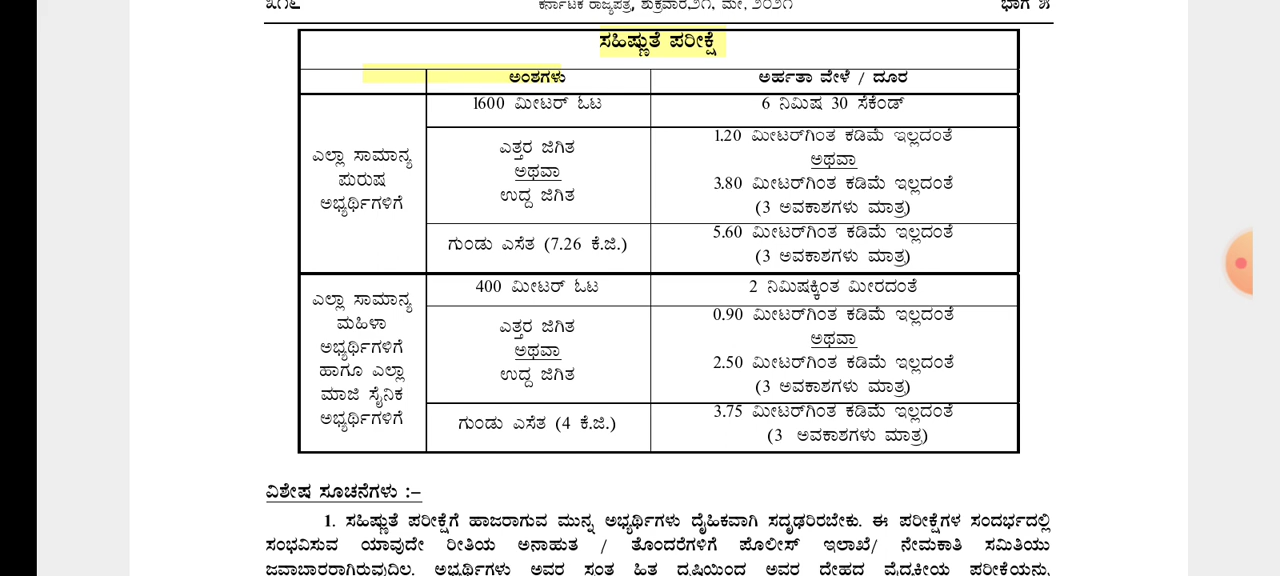 ೩೧೬ ಕರ್ನಾಟಕ ರಾಜ್ಯಪತ್ರ, ಶುಕ್ರವಾರ,೨೧, ಮೇ, ೨೦೨೧ ಭಾಗ ೫
ಸಹಿಷ್ಣುತೆ ಪರೀಕ್ಷೆ
ಅಂಶಗಳು ಅರ್ಹತಾ ವೇಳೆ / ದೂರ
ಎಲ್ಲಾ ಸಾಮಾನ್ಯ
ಪುರುಷ
ಅಭ್ಯರ್ಥಿಗಳಿಗೆ
1600 ಮೀಟರ್ ಓಟ
6 ನಿಮಿಷ 30 ಸೆಕೆಂಡ್
ಎತ್ತರ ಜಿಗಿತ
ಅಥವಾ
ಉದ್ದ ಜಿಗಿತ
1.20 ಮೀಟರ್‌ಗಿಂತ ಕಡಿಮೆ ಇಲ್ಲದಂತೆ
ಅಥವಾ
3.80 ಮೀಟರ್‌ಗಿಂತ ಕಡಿಮೆ ಇಲ್ಲದಂತೆ
(3 ಅವಕಾಶಗಳು ಮಾತ್ರ)
ಗುಂಡು ಎಸೆತ (7.26 ಕೆ.ಜಿ.)
5.60 ಮೀಟರ್‌ಗಿಂತ ಕಡಿಮೆ ಇಲ್ಲದಂತೆ
(3 ಅವಕಾಶಗಳು ಮಾತ್ರ)
ಎಲ್ಲಾ ಸಾಮಾನ್ಯ
ಮಹಿಳಾ
ಅಭ್ಯರ್ಥಿಗಳಿಗೆ
ಹಾಗೂ ಎಲ್ಲಾ
ಮಾಜಿ ಸೈನಿಕ
ಅಭ್ಯರ್ಥಿಗಳಿಗೆ
400 ಮೀಟರ್ ಓಟ
2 ನಿಮಿಷಕ್ಕಿಂತ ಮೀರದಂತೆ
ಎತ್ತರ ಜಿಗಿತ
ಅಥವಾ
ಉದ್ದ ಜಿಗಿತ
0.90 ಮೀಟರ್‌ಗಿಂತ ಕಡಿಮೆ ಇಲ್ಲದಂತೆ
ಅಥವಾ
2.50 ಮೀಟರ್‌ಗಿಂತ ಕಡಿಮೆ ಇಲ್ಲದಂತೆ
(3 ಅವಕಾಶಗಳು ಮಾತ್ರ)
ಗುಂಡು ಎಸೆತ (4 ಕೆ.ಜಿ.)
3.75 ಮೀಟರ್‌ಗಿಂತ ಕಡಿಮೆ ಇಲ್ಲದಂತೆ
(3 ಅವಕಾಶಗಳು ಮಾತ್ರ)
ವಿಶೇಷ ಸೂಚನೆಗಳು :–
1. ಸಹಿಷ್ಣುತೆ ಪರೀಕ್ಷೆಗೆ ಹಾಜರಾಗುವ ಮುನ್ನ ಅಭ್ಯರ್ಥಿಗಳು ದೈಹಿಕವಾಗಿ ಸದೃಢರಿರಬೇಕು. ಈ ಪರೀಕ್ಷೆಗಳ ಸಂದರ್ಭದಲ್ಲಿ
ಸಂಭವಿಸುವ ಯಾವುದೇ ರೀತಿಯ ಅನಾಹುತ / ತೊಂದರೆಗಳಿಗೆ ಪೊಲೀಸ್ ಇಲಾಖೆ/ ನೇಮಕಾತಿ ಸಮಿತಿಯು
ಜವಾಬ್ದಾರರಾಗಿರುವುದಿಲ್ಲ. ಅಭ್ಯರ್ಥಿಗಳು ಅವರ ಸ್ವಂತ ಹಿತ ದೃಷ್ಟಿಯಿಂದ ಅವರ ದೇಹದ ವೈದ್ಯಕೀಯ ಪರೀಕ್ಷೆಯನ್ನು